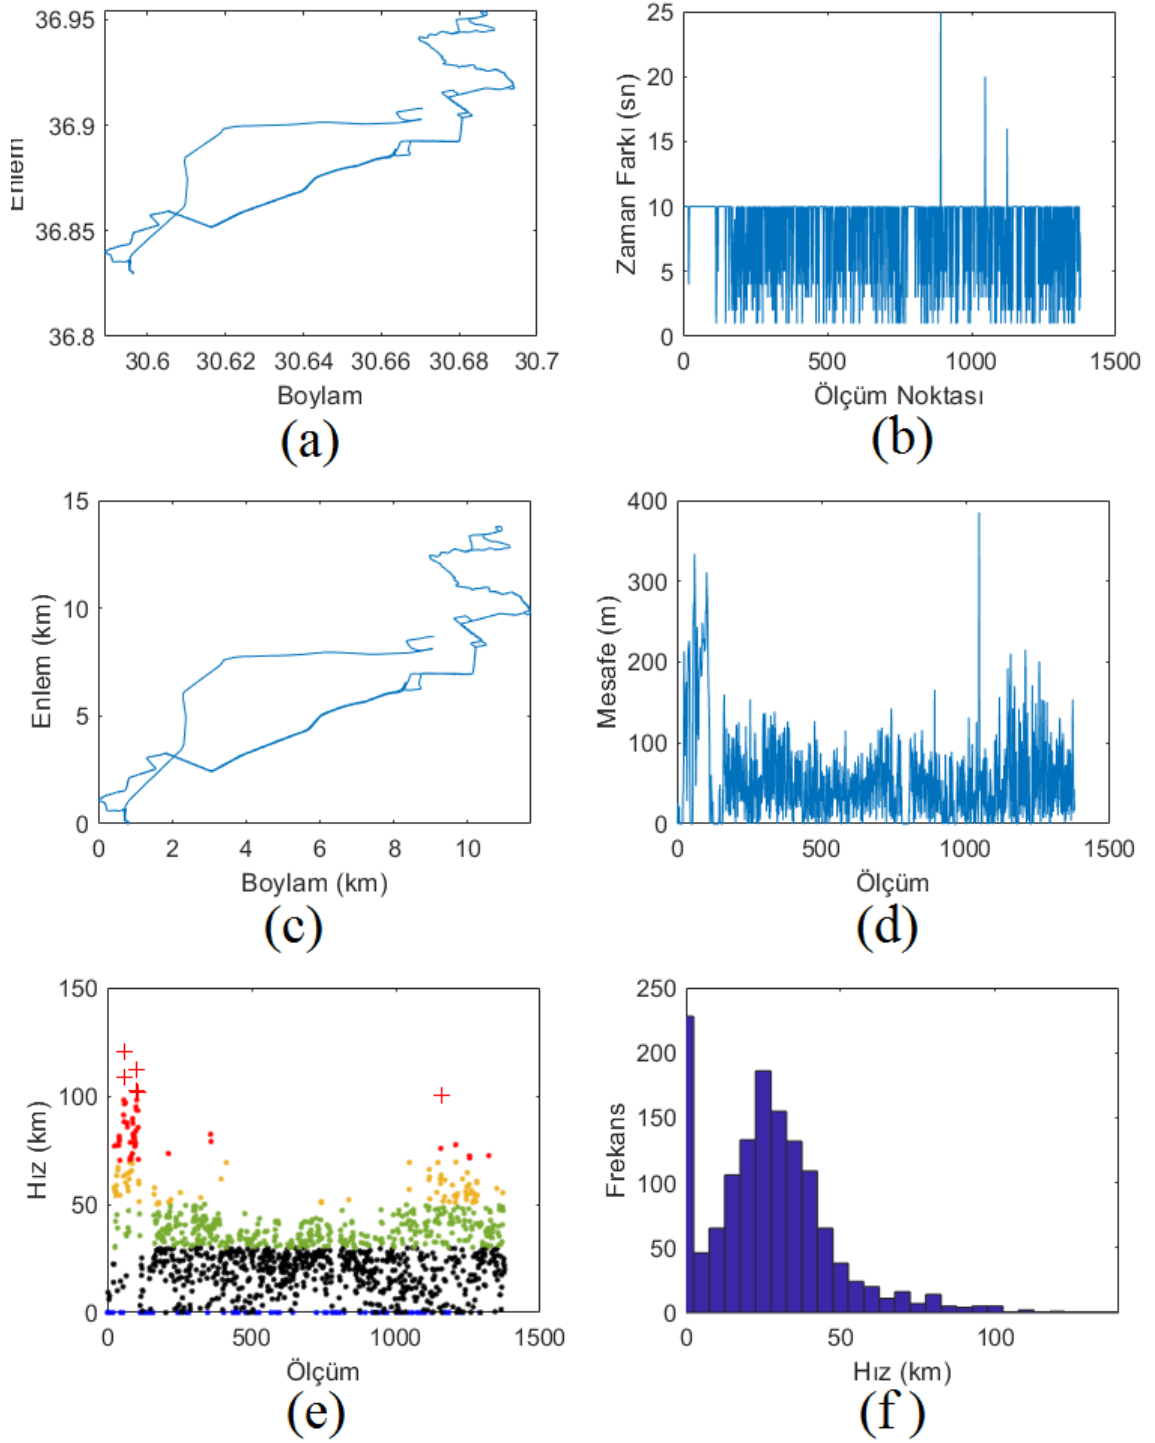 36.95
36.9
36.85
36.8
Enlem
30.6 30.62 30.64 30.66 30.68 30.7
Boylam
(a)
25
20
15
10
5
0
Zaman Farkı (sn)
0 500 1000 1500
Ölçüm Noktası
(b)
15
10
5
0
Enlem (km)
0 2 4 6 8 10
Boylam (km)
(c)
400
300
200
100
0
Mesafe (m)
0 500 1000 1500
Ölçüm
(d)
150
100
50
0
Hız (km)
0 500 1000 1500
Ölçüm
(e)
250
200
150
100
50
0
Frekans
0 50 100
Hız (km)
(f )